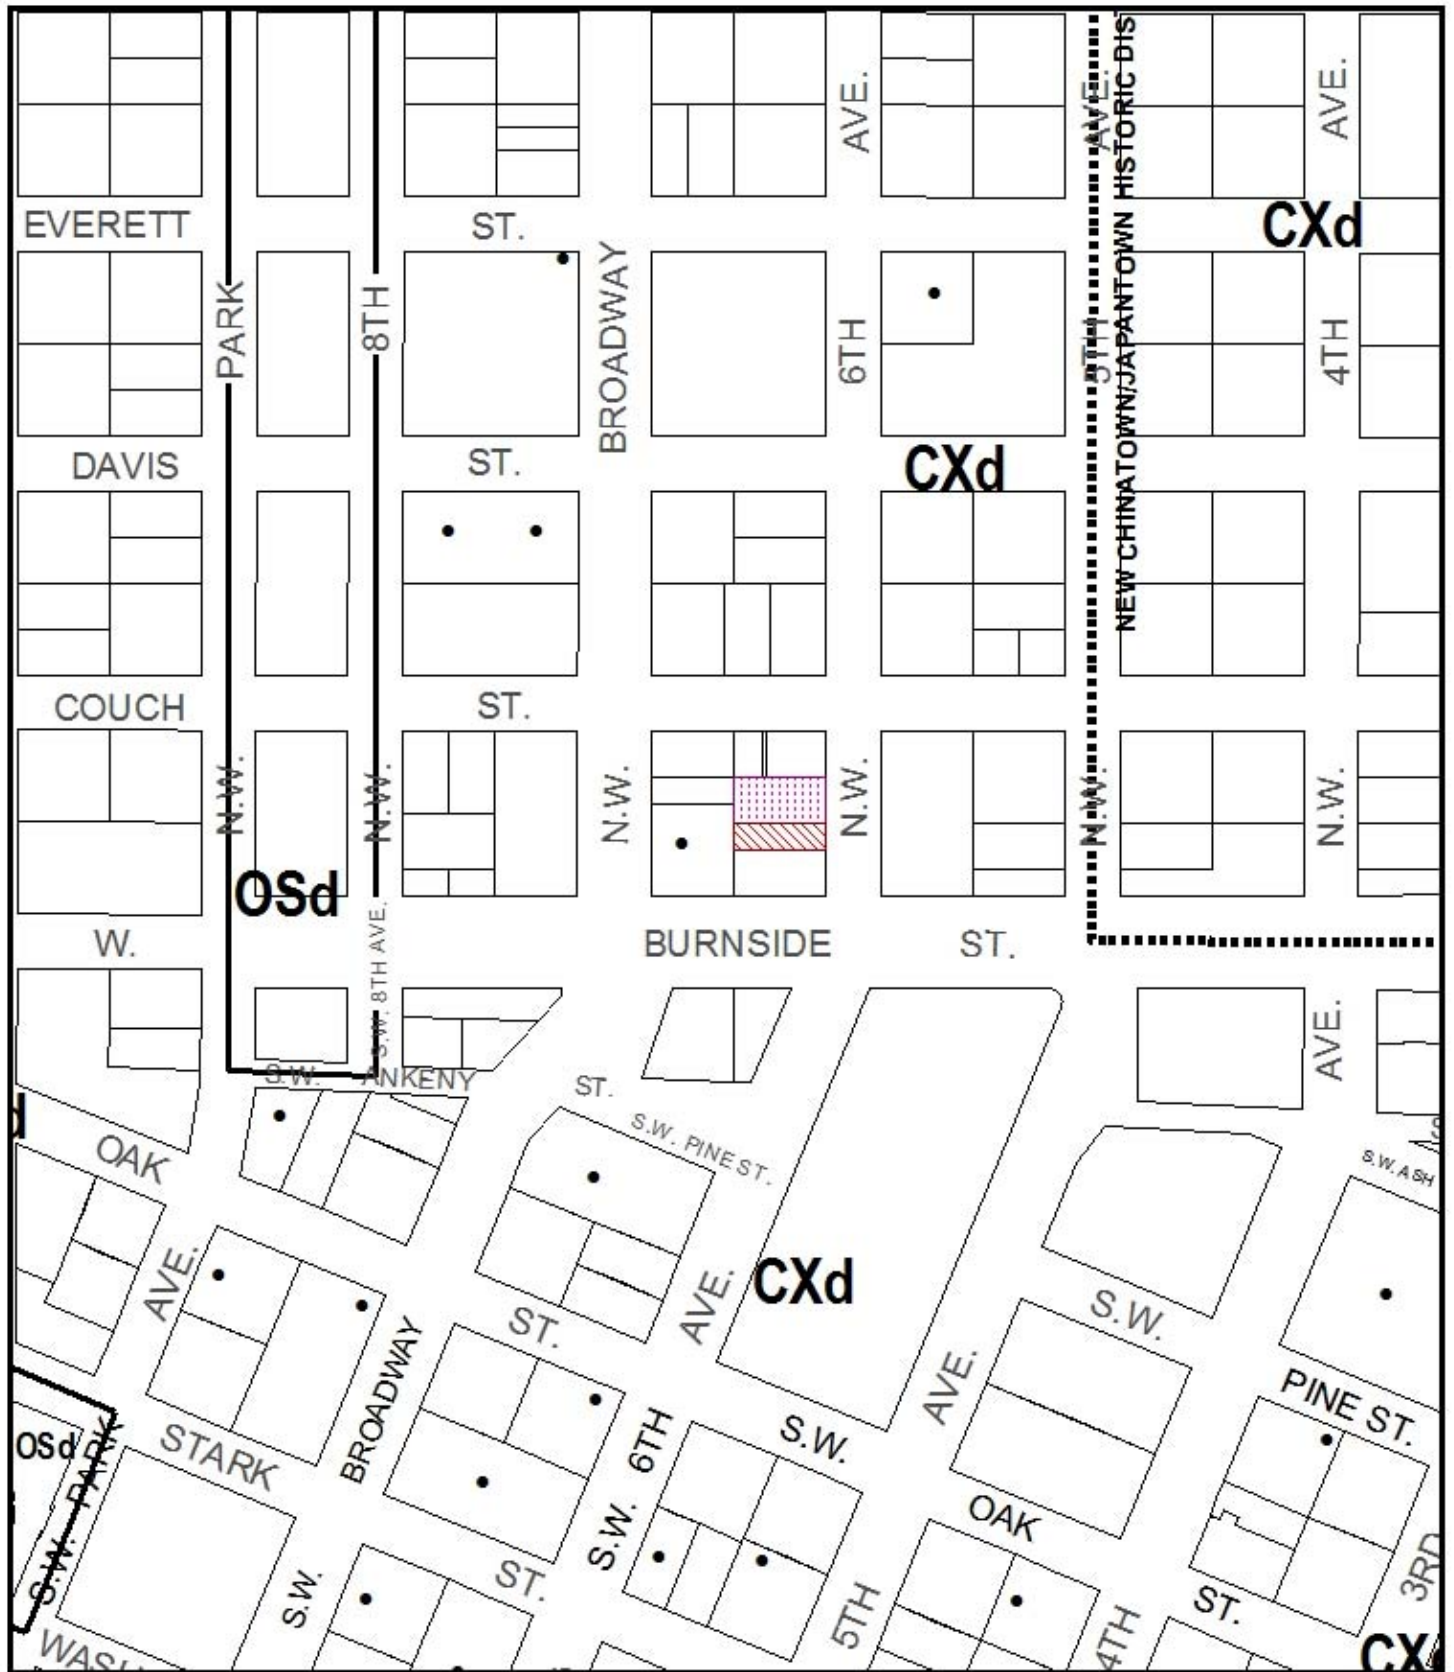 AVE.
AVE.
AVE.
NEW CHINATOWN/JAPANTOWN HISTORIC DIS
EVERETT ST.
CXd
PARK
8TH
BROADWAY
6TH
5TH
4TH
DAVIS ST.
CXd
COUCH ST.
N.W.
N.W.
N.W.
N.W.
N.W.
N.W.
OSd
S.W. 8TH AVE.
W. BURNSIDE ST.
AVE.
S.W. ANKENY ST.
d
S.W. PINE ST.
S.W. ASH
OAK
AVE.
CXd
AVE.
ST.
S.W.
BROADWAY
AVE.
PINE ST.
OSd
S.W. PARK
STARK
6TH
S.W.
S.W.
OAK
S.W.
ST.
5TH
4TH
ST.
3RD
WASH
CX